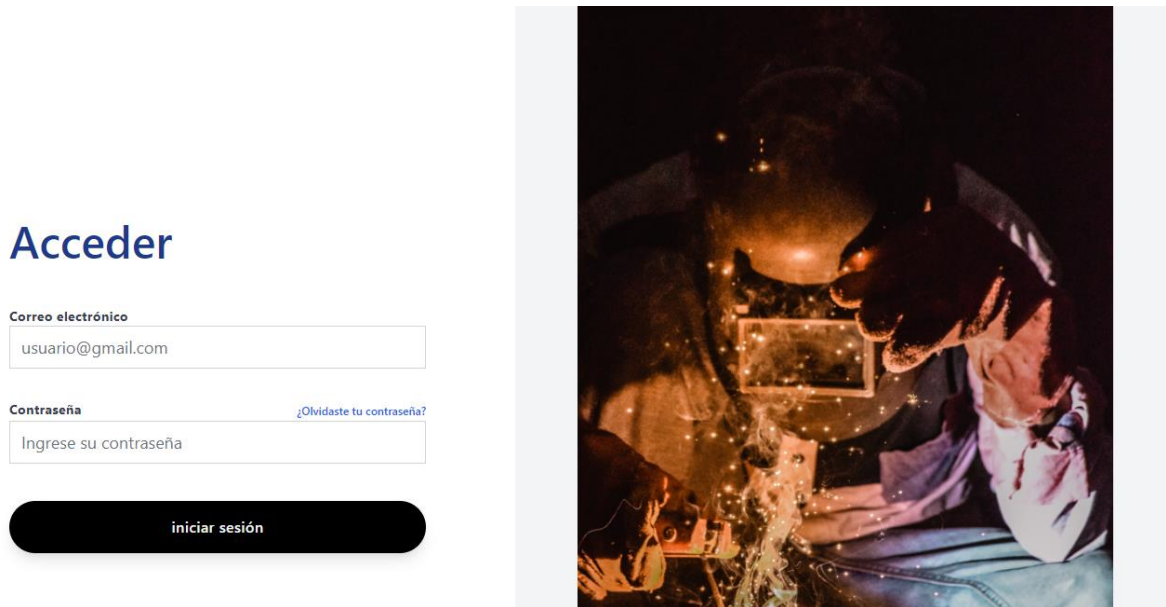 Acceder
Correo electrónico
usuario@gmail.com
Contraseña
¿Olvidaste tu contraseña?
Ingrese su contraseña
iniciar sesión